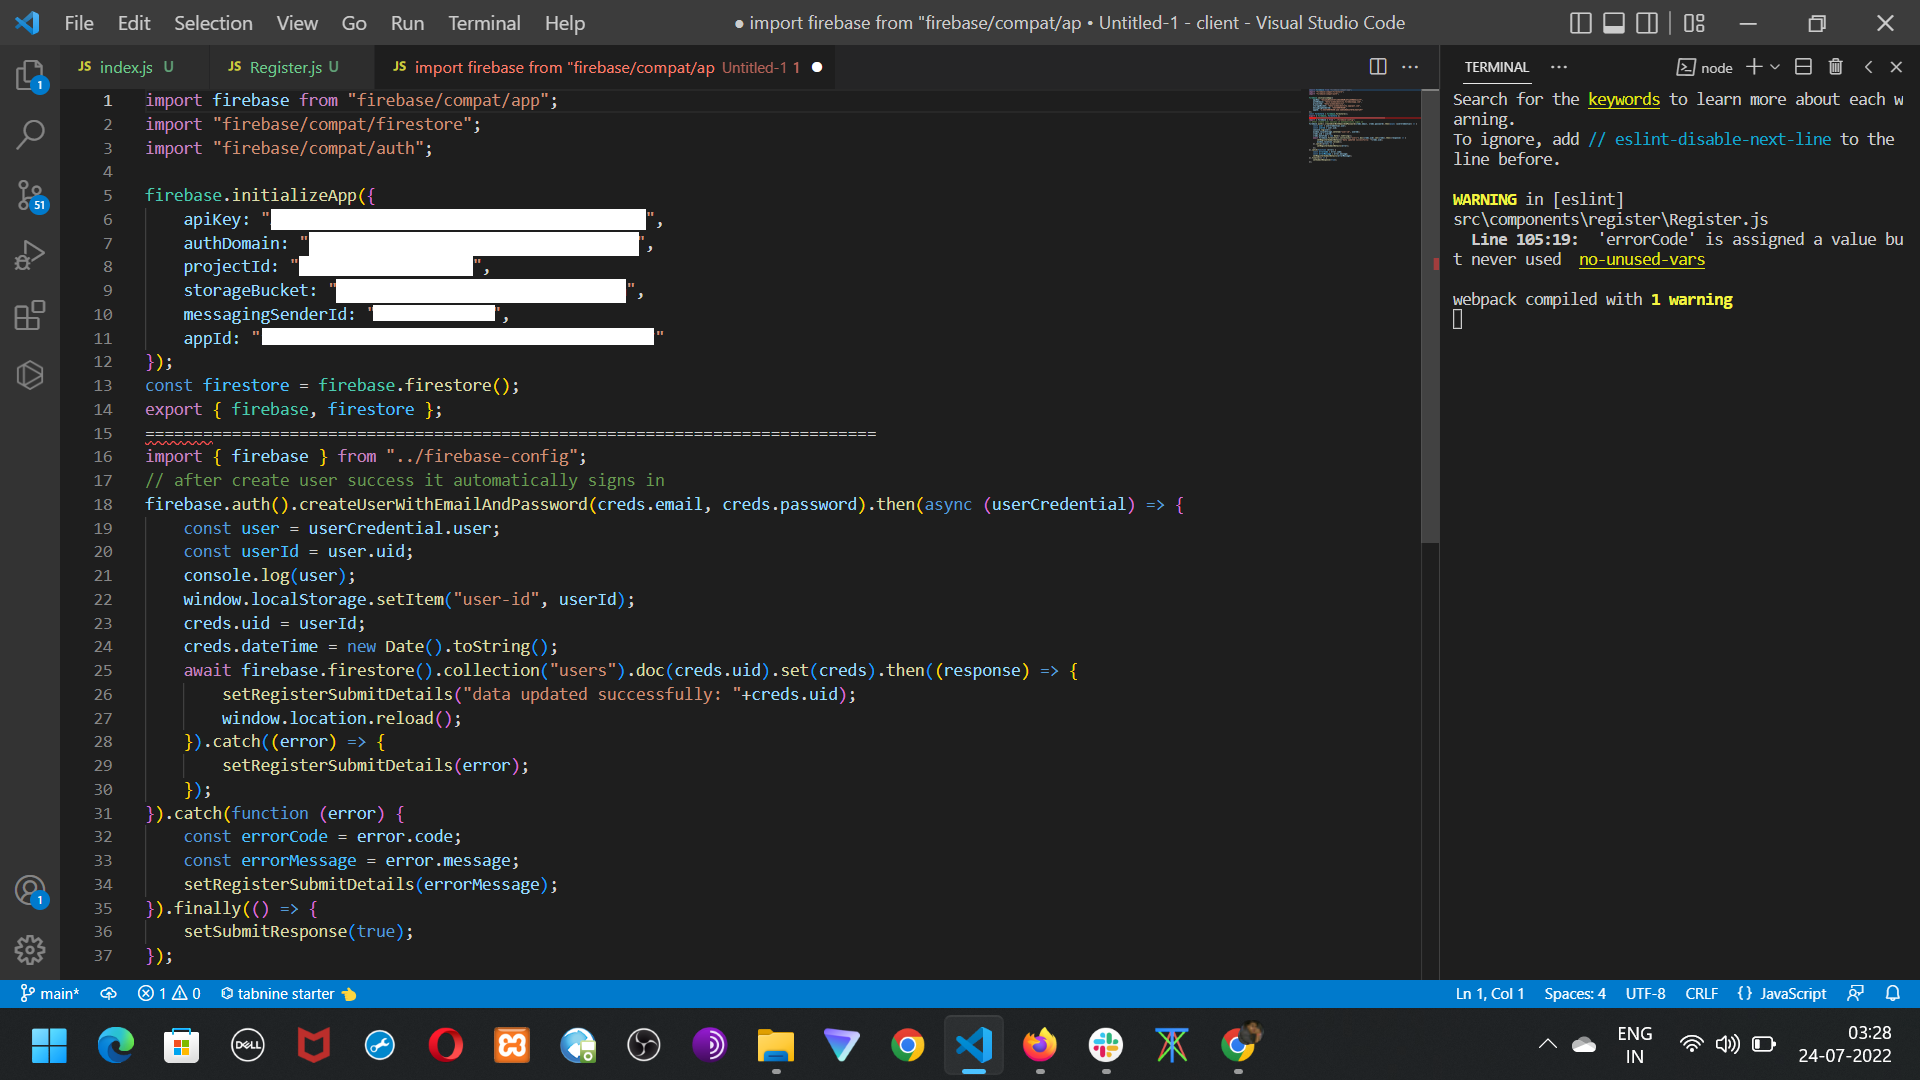 File Edit Selection View Go Run Terminal Help
● import firebase from "firebase/compat/ap • Untitled-1 - client - Visual Studio Code
JS index.js U
JS Register.js U
JS import firebase from "firebase/compat/ap Untitled-1 1 ●
1 import firebase from "firebase/compat/app";
2 import "firebase/compat/firestore";
3 import "firebase/compat/auth";
4
5 firebase.initializeApp({
6 apiKey: "",
7 authDomain: "",
8 projectId: "",
9 storageBucket: "",
10 messagingSenderId: "",
11 appId: ""
12 });
13 const firestore = firebase.firestore();
14 export { firebase, firestore };
15 ============================================================================
16 import { firebase } from "../firebase-config";
17 // after create user success it automatically signs in
18 firebase.auth().createUserWithEmailAndPassword(creds.email, creds.password).then(async (userCredential) => {
19 const user = userCredential.user;
20 const userId = user.uid;
21 console.log(user);
22 window.localStorage.setItem("user-id", userId);
23 creds.uid = userId;
24 creds.dateTime = new Date().toString();
25 await firebase.firestore().collection("users").doc(creds.uid).set(creds).then((response) => {
26 setRegisterSubmitDetails("data updated successfully: "+creds.uid);
27 window.location.reload();
28 }).catch((error) => {
29 setRegisterSubmitDetails(error);
30 });
31 }).catch(function (error) {
32 const errorCode = error.code;
33 const errorMessage = error.message;
34 setRegisterSubmitDetails(errorMessage);
35 }).finally(() => {
36 setSubmitResponse(true);
37 });
TERMINAL ··· node
Search for the keywords to learn more about each w
arning.
To ignore, add // eslint-disable-next-line to the
line before.
WARNING in [eslint]
src\components\register\Register.js
Line 105:19: 'errorCode' is assigned a value bu
t never used no-unused-vars
webpack compiled with 1 warning
1
51
1
main* 1 0 tabnine starter
Ln 1, Col 1 Spaces: 4 UTF-8 CRLF {} JavaScript
DELL
ENG
IN
03:28
24-07-2022